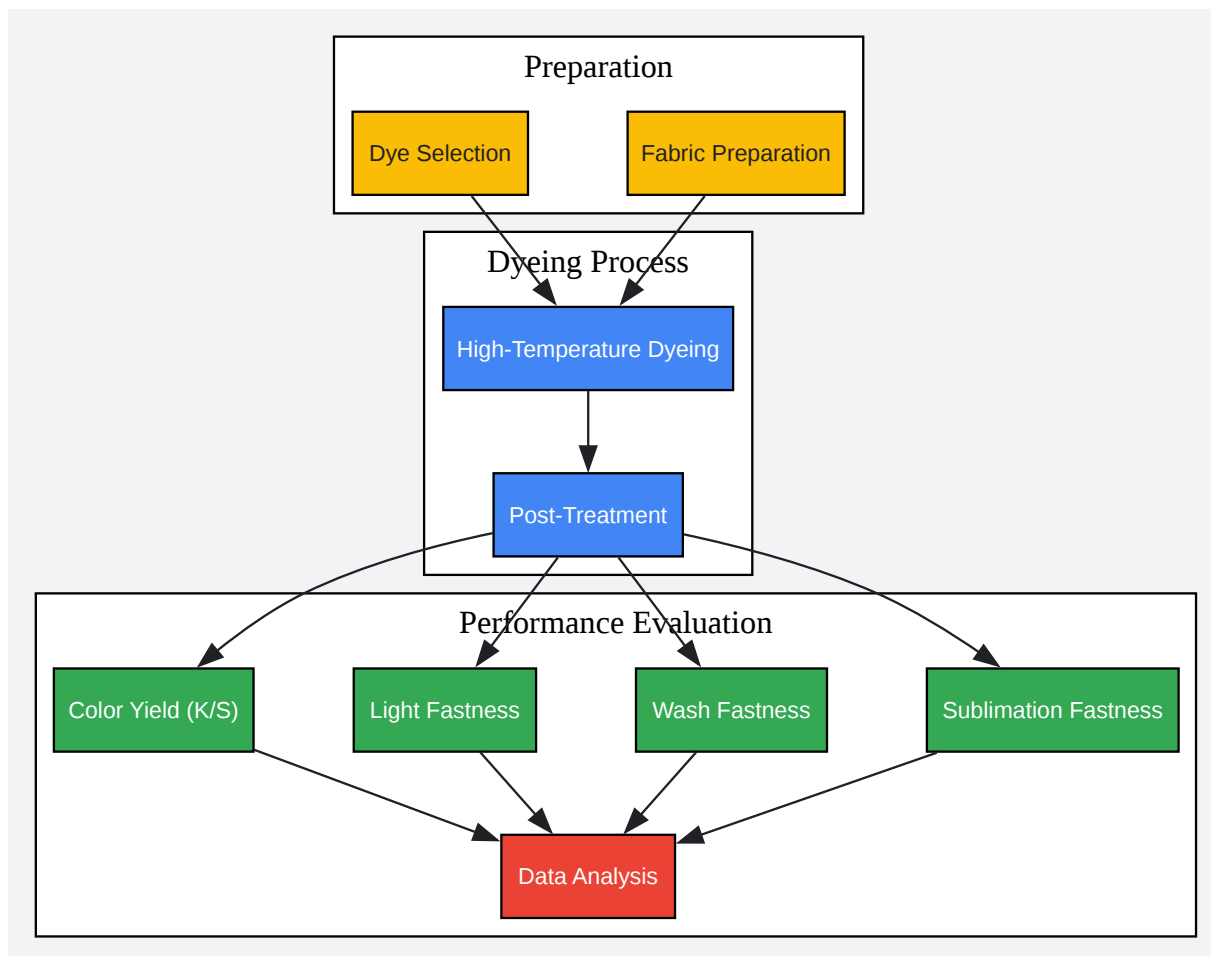 Preparation
Dye Selection
Fabric Preparation
Dyeing Process
High-Temperature Dyeing
Post-Treatment
Performance Evaluation
Color Yield (K/S)
Light Fastness
Wash Fastness
Sublimation Fastness
Data Analysis